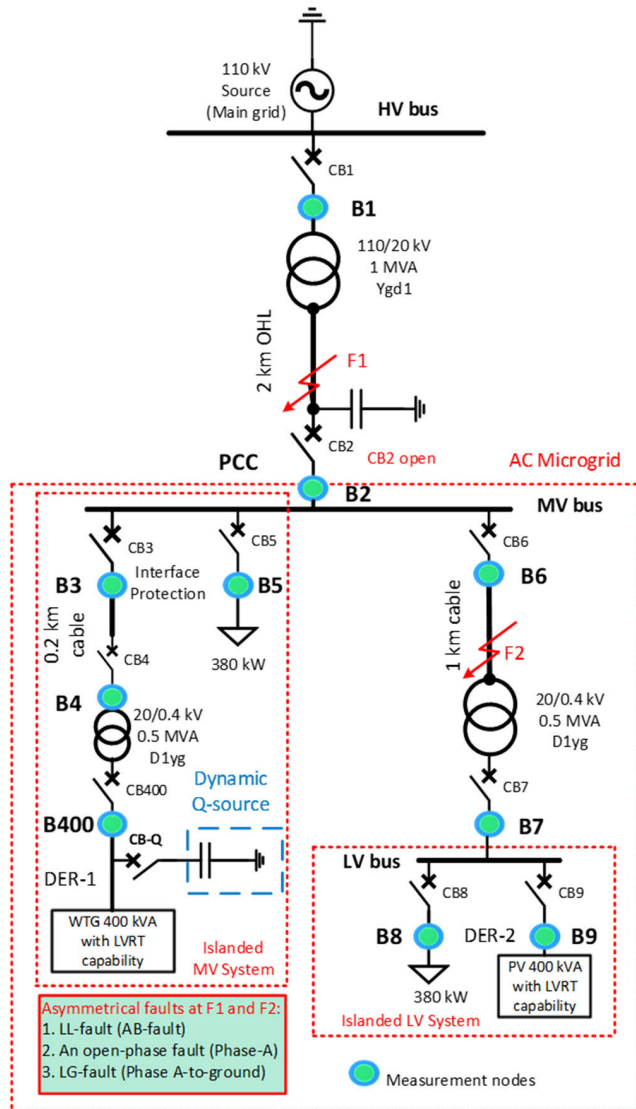 110 kV
Source
(Main grid)
HV bus
CB1
B1
110/20 kV
1 MVA
Ygd1
2 km OHL
F1
CB2
CB2 open
PCC
AC Microgrid
B2
MV bus
CB3
CB5
CB6
B3
Interface
Protection
B5
B6
0.2 km
cable
1 km cable
CB4
380 kW
F2
B4
20/0.4 kV
0.5 MVA
D1yg
20/0.4 kV
0.5 MVA
D1yg
CB400
Dynamic
Q-source
CB7
B400
CB-Q
B7
LV bus
DER-1
CB8
CB9
WTG 400 kVA
with LVRT
capability
Islanded
MV System
B8
DER-2
B9
380 kW
PV 400 kVA
with LVRT
capability
Islanded LV System
Asymmetrical faults at F1 and F2:
1. LL-fault (AB-fault)
2. An open-phase fault (Phase-A)
3. LG-fault (Phase A-to-ground)
Measurement nodes